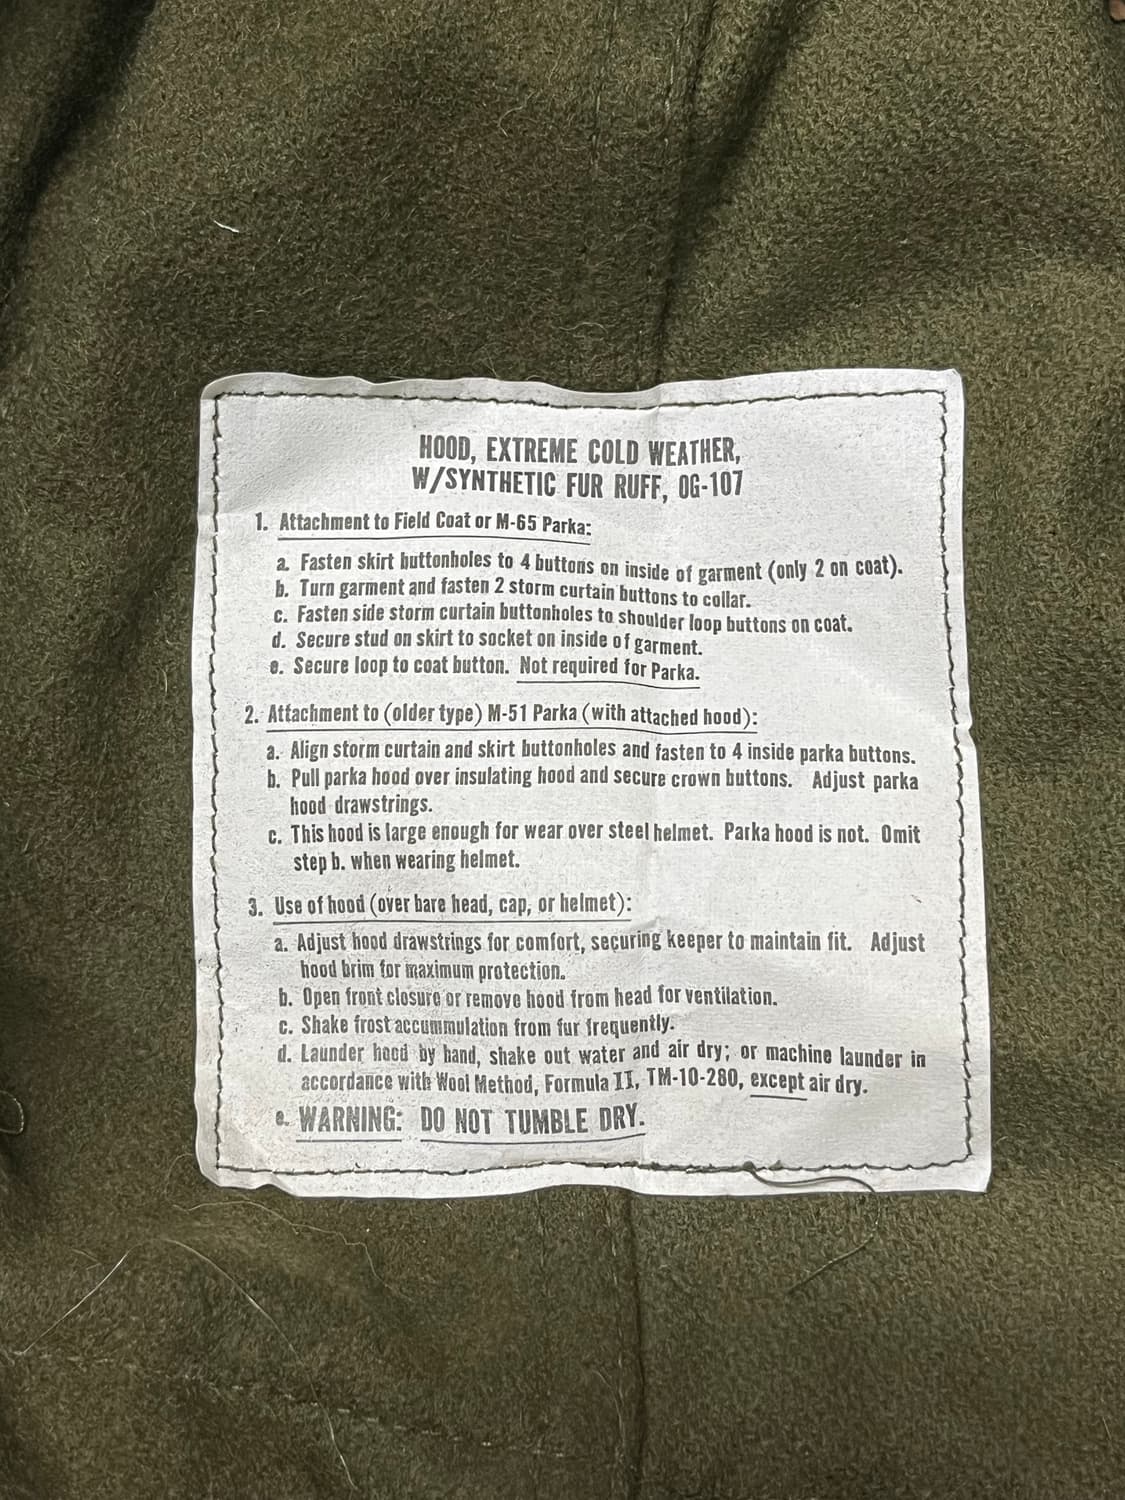 HOOD, EXTREME COLD WEATHER,
W/SYNTHETIC FUR RUFF, OG-107
1. Attachment to Field Coat or M-65 Parka:
a. Fasten skirt buttonholes to 4 buttons on inside of garment (only 2 on coat).
b. Turn garment and fasten 2 storm curtain buttons to collar.
c. Fasten side storm curtain buttonholes to shoulder loop buttons on coat.
d. Secure stud on skirt to socket on inside of garment.
e. Secure loop to coat button. Not required for Parka.
2. Attachment to (older type) M-51 Parka (with attached hood):
a. Align storm curtain and skirt buttonholes and fasten to 4 inside parka buttons.
b. Pull parka hood over insulating hood and secure crown buttons. Adjust parka
hood drawstrings.
c. This hood is large enough for wear over steel helmet. Parka hood is not. Omit
step b. when wearing helmet.
3. Use of hood (over bare head, cap, or helmet):
a. Adjust hood drawstrings for comfort, securing keeper to maintain fit. Adjust
hood brim for maximum protection.
b. Open front closure or remove hood from head for ventilation.
c. Shake frost accummulation from fur frequently.
d. Launder hood by hand, shake out water and air dry; or machine launder in
accordance with Wool Method, Formula II, TM-10-280, except air dry.
e. WARNING: DO NOT TUMBLE DRY.